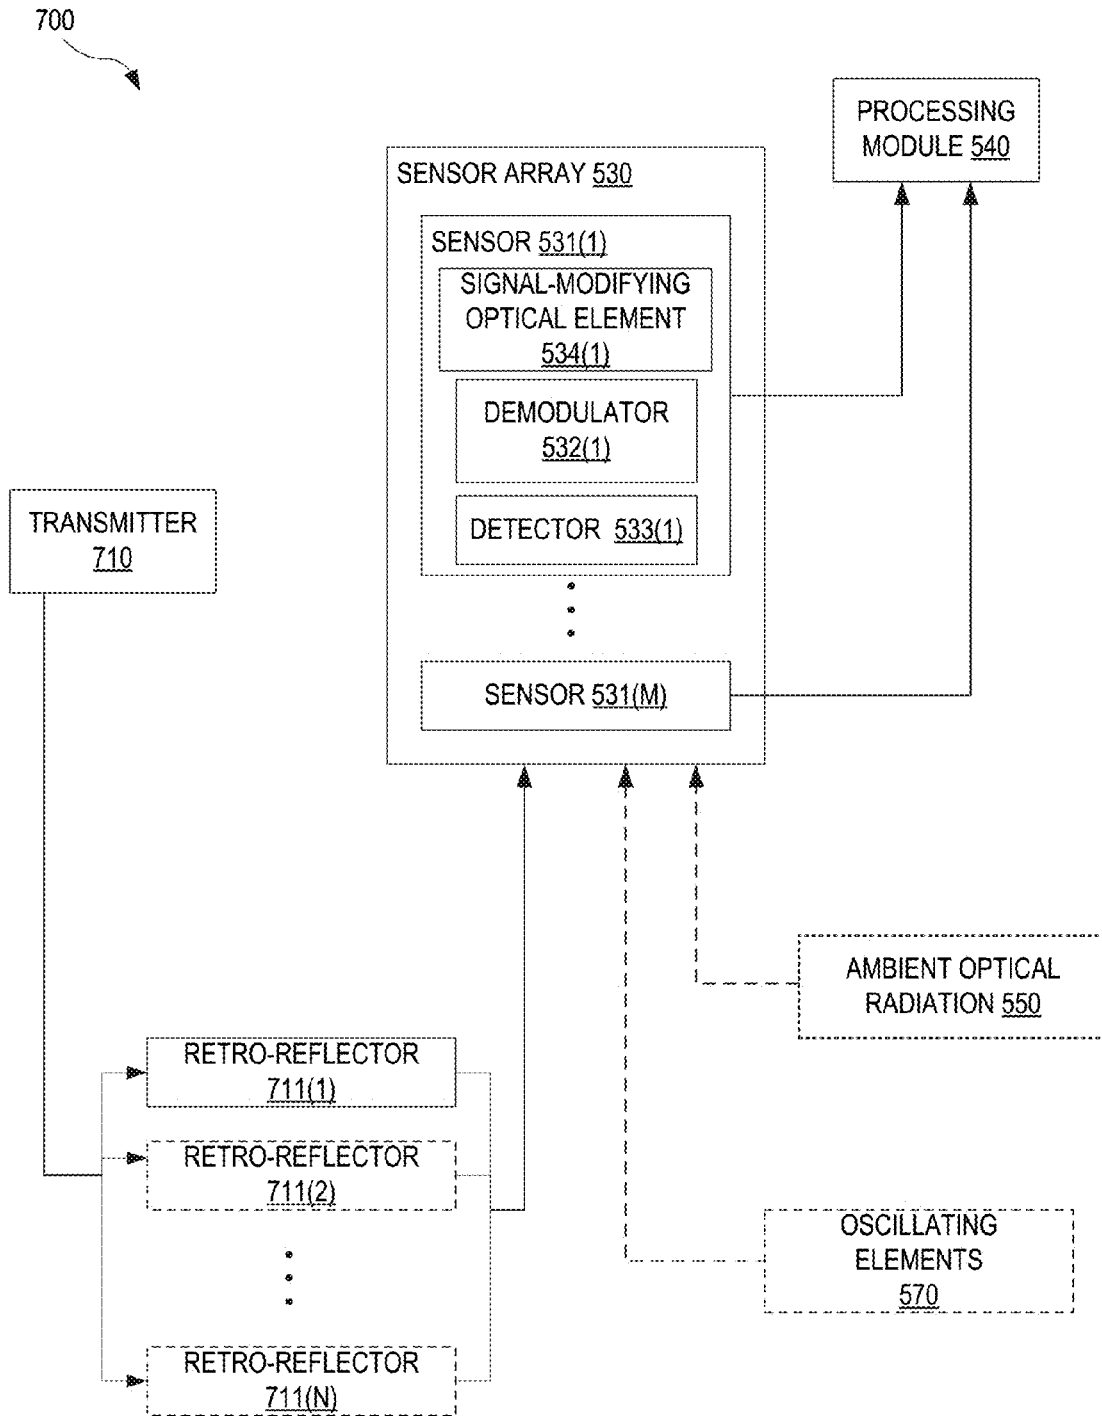 700
PROCESSING
MODULE 540
SENSOR ARRAY 530
SENSOR 531(1)
SIGNAL-MODIFYING
OPTICAL ELEMENT
534(1)
DEMODULATOR
532(1)
DETECTOR 533(1)
TRANSMITTER
710
SENSOR 531(M)
AMBIENT OPTICAL
RADIATION 550
RETRO-REFLECTOR
711(1)
RETRO-REFLECTOR
711(2)
OSCILLATING
ELEMENTS
570
RETRO-REFLECTOR
711(N)